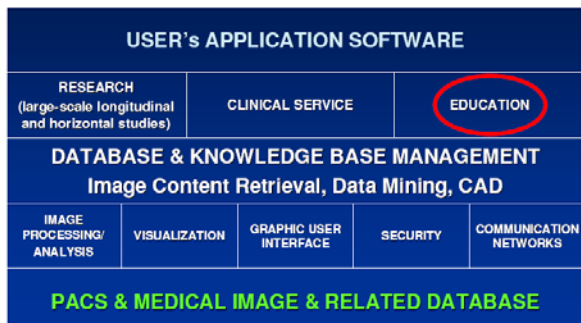 USER's APPLICATION SOFTWARE
RESEARCH
(large-scale longitudinal
and horizontal studies)
CLINICAL SERVICE
EDUCATION
DATABASE & KNOWLEDGE BASE MANAGEMENT
Image Content Retrieval, Data Mining, CAD
IMAGE
PROCESSING/
ANALYSIS
VISUALIZATION
GRAPHIC USER
INTERFACE
SECURITY
COMMUNICATION
NETWORKS
PACS & MEDICAL IMAGE & RELATED DATABASE